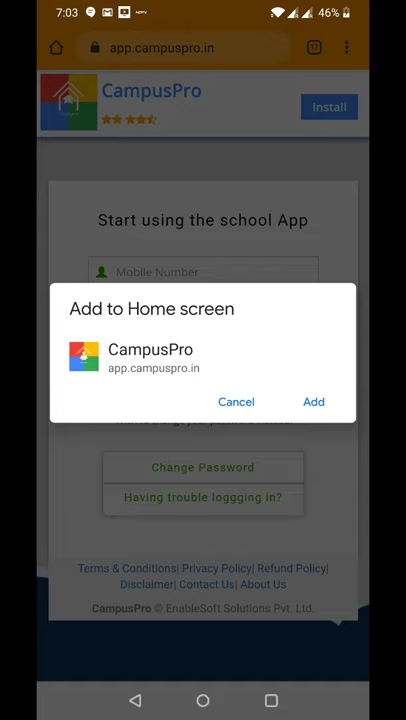 7:03
NDTV
46%
app.campuspro.in
17
CampusPro
Install
Start using the school App
Mobile Number
Add to Home screen
CampusPro
app.campuspro.in
Cancel
Add
Change Password
Having trouble loggging in?
Terms & Conditions| Privacy Policy| Refund Policy|
Disclaimer| Contact Us| About Us
CampusPro © EnableSoft Solutions Pvt. Ltd.